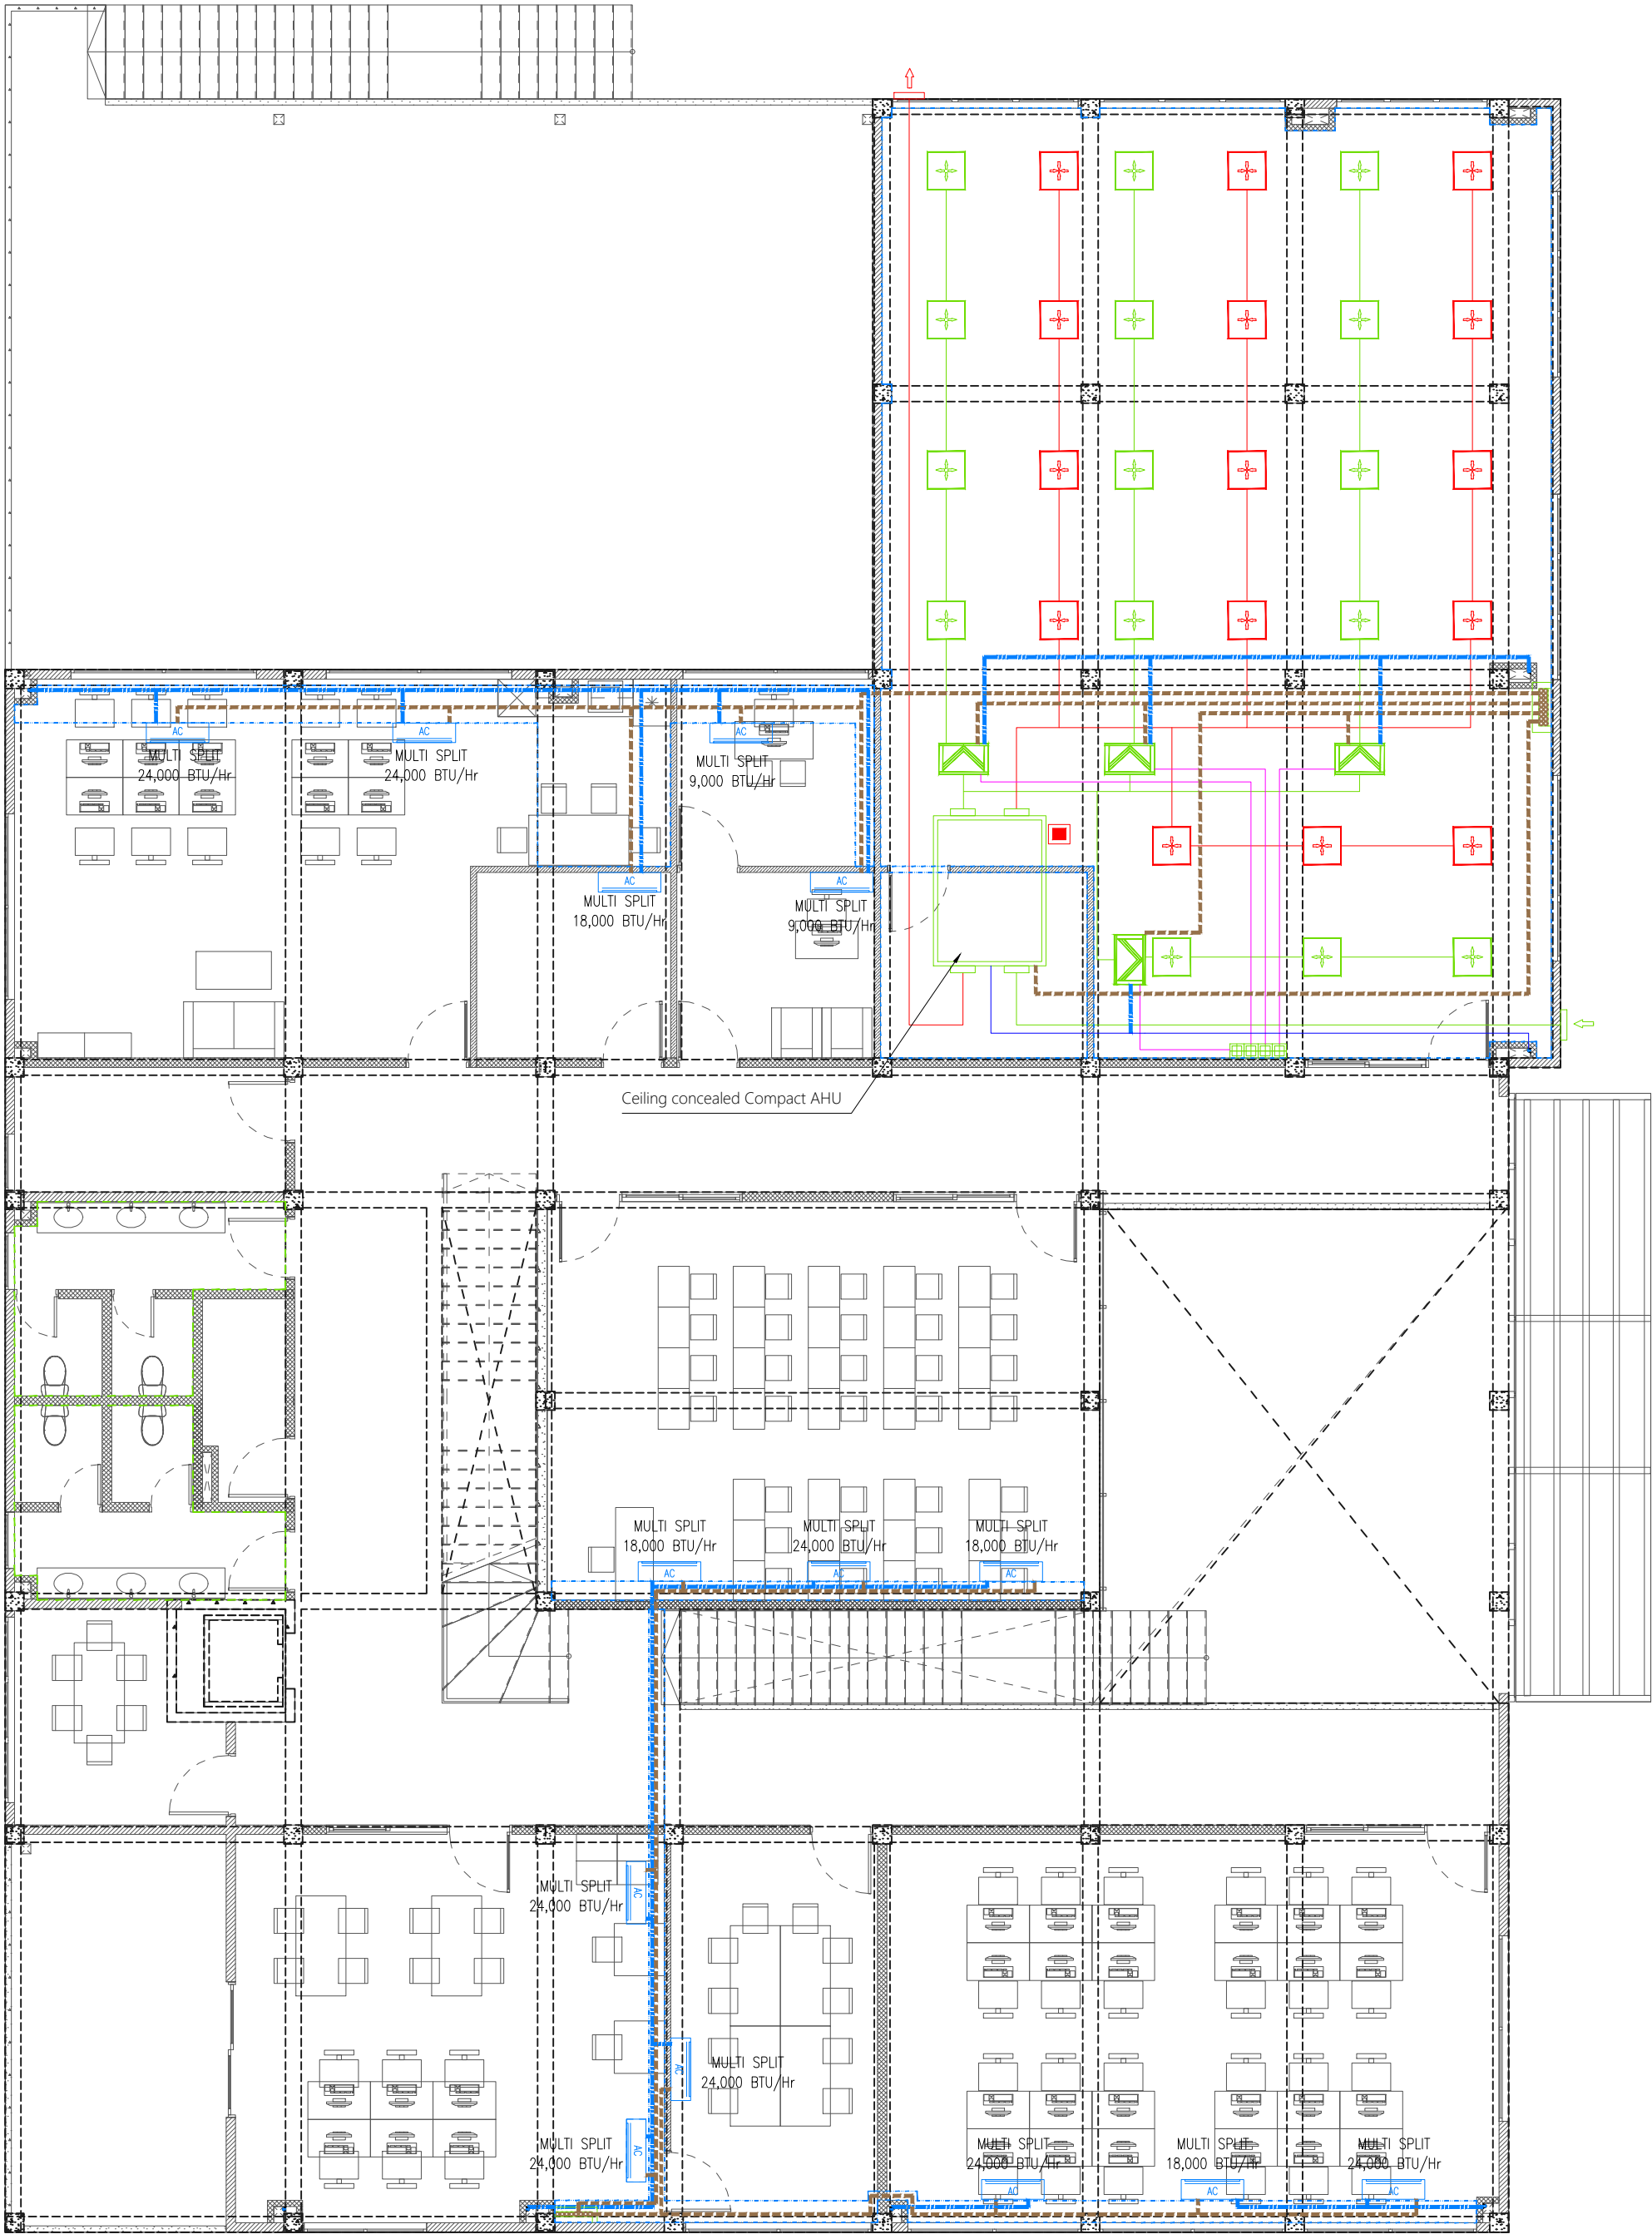 AC
AC
AC
MULTI SPLIT
24,000 BTU/Hr
MULTI SPLIT
24,000 BTU/Hr
MULTI SPLIT
9,000 BTU/Hr
AC
AC
MULTI SPLIT
18,000 BTU/Hr
MULTI SPLIT
9,000 BTU/Hr
Ceiling concealed Compact AHU
MULTI SPLIT
18,000 BTU/Hr
MULTI SPLIT
24,000 BTU/Hr
MULTI SPLIT
18,000 BTU/Hr
AC
AC
AC
MULTI SPLIT
24,000 BTU/Hr
AC
MULTI SPLIT
24,000 BTU/Hr
AC
MULTI SPLIT
24,000 BTU/Hr
AC
MULTI SPLIT
24,000 BTU/Hr
MULTI SPLIT
18,000 BTU/Hr
MULTI SPLIT
24,000 BTU/Hr
AC
AC
AC